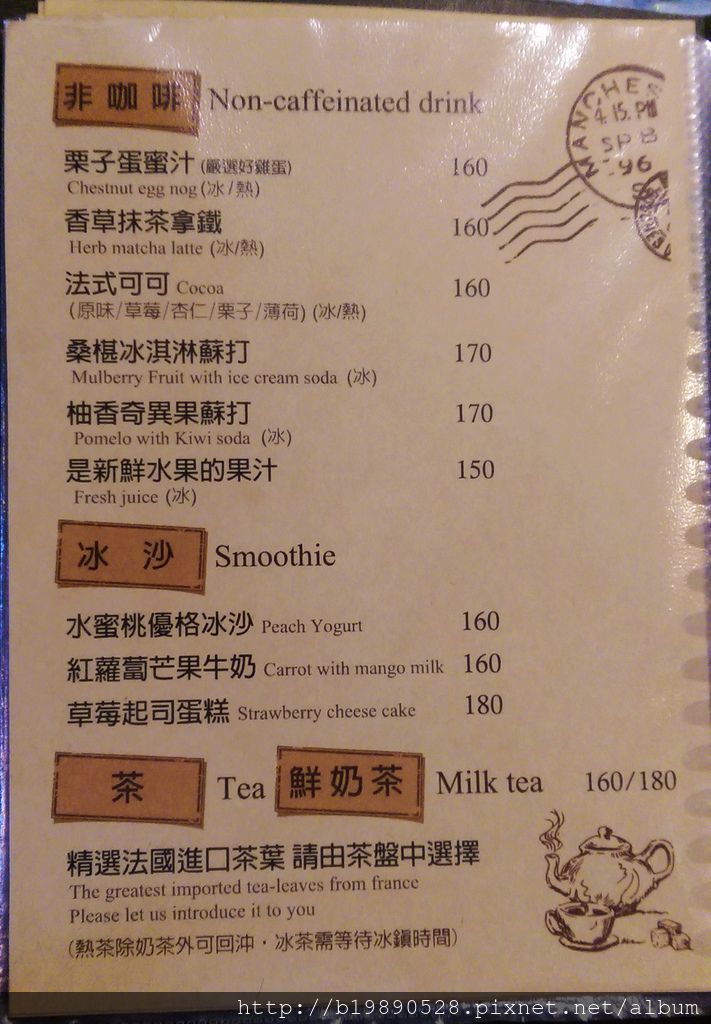 非咖啡 Non-caffeinated drink
MANCHES
4.15.PM
SP 8
96
栗子蛋蜜汁 (嚴選好雞蛋) 160
Chestnut egg nog (冰/熱)
香草抹茶拿鐵 160
Herb matcha latte (冰/熱)
法式可可 Cocoa 160
(原味/草莓/杏仁/栗子/薄荷) (冰/熱)
桑椹冰淇淋蘇打 170
Mulberry Fruit with ice cream soda (冰)
柚香奇異果蘇打 170
Pomelo with Kiwi soda (冰)
是新鮮水果的果汁 150
Fresh juice (冰)
冰沙 Smoothie
水蜜桃優格冰沙 Peach Yogurt 160
紅蘿蔔芒果牛奶 Carrot with mango milk 160
草莓起司蛋糕 Strawberry cheese cake 180
茶 Tea 鮮奶茶 Milk tea 160/180
精選法國進口茶葉 請由茶盤中選擇
The greatest imported tea-leaves from france
Please let us introduce it to you
(熱茶除奶茶外可回沖，冰茶需等待冰鎮時間)
http://b19890528.pixnet.net/album